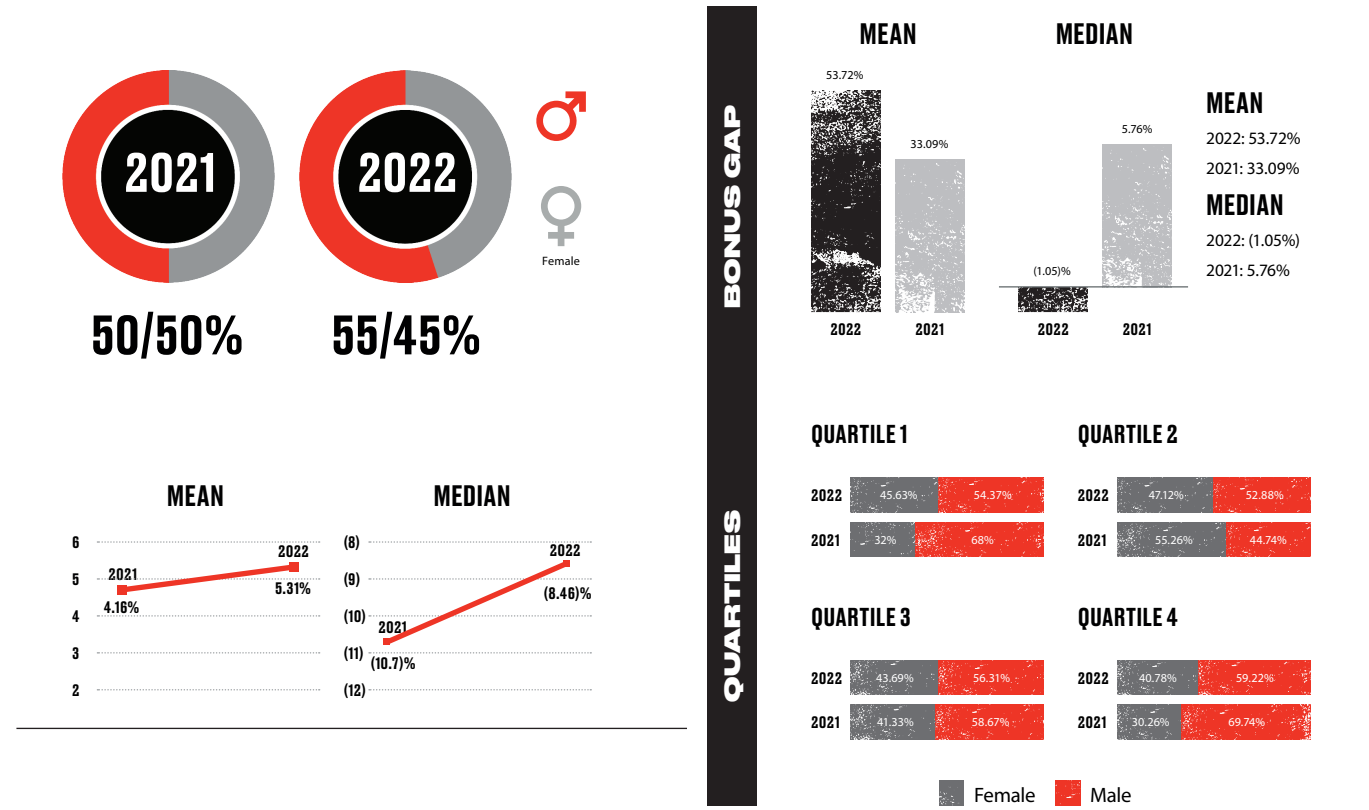 2021
2022
Female
50/50%
55/45%
MEAN
6
5
4
3
2
2021
4.16%
2022
5.31%
MEDIAN
(8)
(9)
(10)
(11)
(12)
2021
(10.7)%
2022
(8.46)%
BONUS GAP
MEAN
53.72%
33.09%
2022
2021
MEDIAN
(1.05)%
5.76%
2022
2021
MEAN
2022: 53.72%
2021: 33.09%
MEDIAN
2022: (1.05%)
2021: 5.76%
QUARTILES
QUARTILE 1
2022 45.63% 54.37%
2021 32% 68%
QUARTILE 2
2022 47.12% 52.88%
2021 55.26% 44.74%
QUARTILE 3
2022 43.69% 56.31%
2021 41.33% 58.67%
QUARTILE 4
2022 40.78% 59.22%
2021 30.26% 69.74%
Female Male